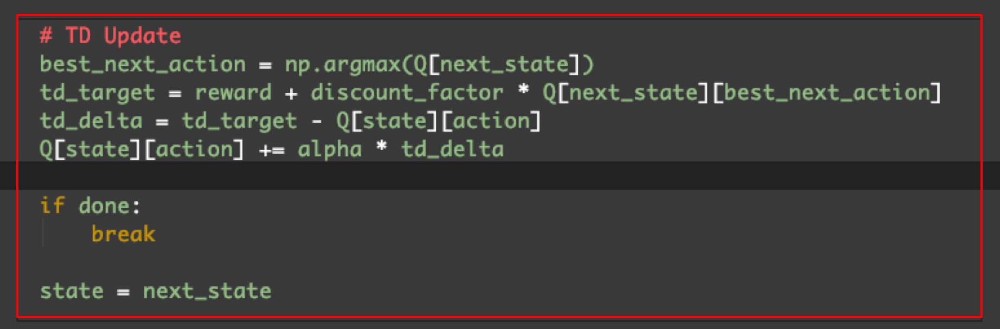 # TD Update
best_next_action = np.argmax(Q[next_state])
td_target = reward + discount_factor * Q[next_state][best_next_action]
td_delta = td_target - Q[state][action]
Q[state][action] += alpha * td_delta
if done:
    break
state = next_state